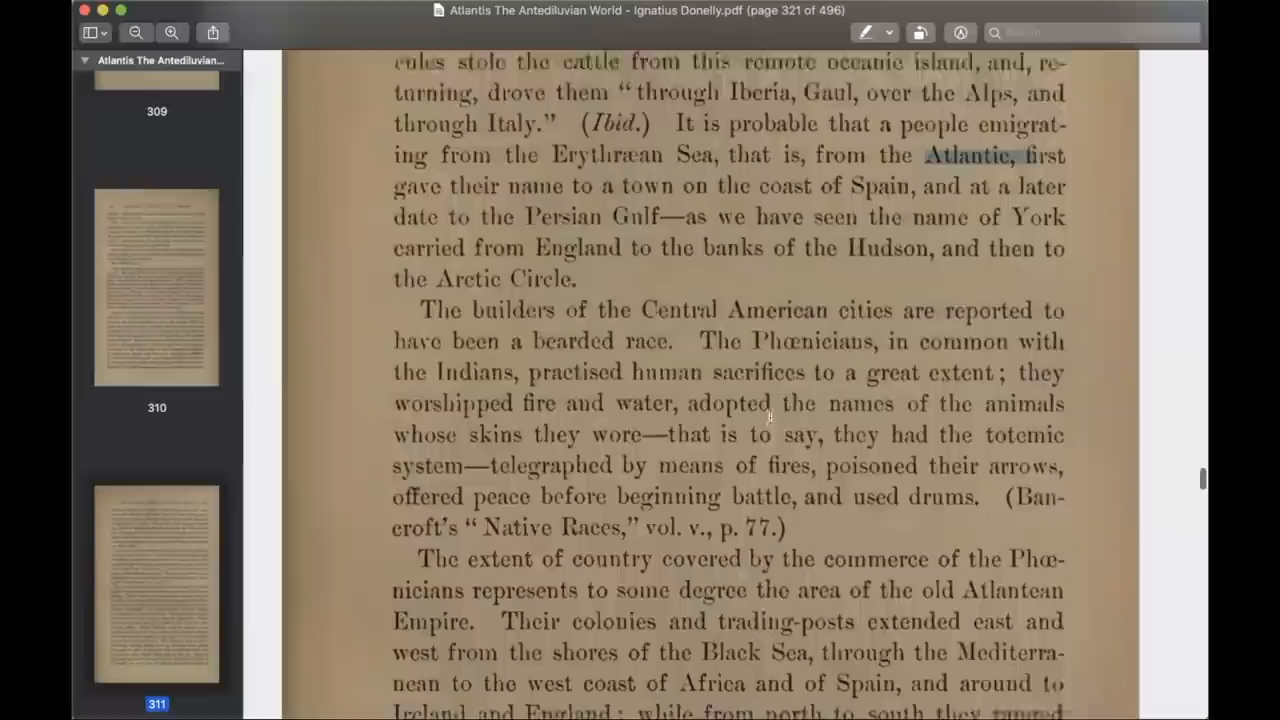 Atlantis The Antediluvian World - Ignatius Donelly.pdf (page 321 of 496)
Search
Atlantis The Antediluvian...
309
310
311
cules stole the cattle from this remote oceanic island, and, re-
turning, drove them “through Iberia, Gaul, over the Alps, and
through Italy.” (Ibid.) It is probable that a people emigrat-
ing from the Erythræan Sea, that is, from the Atlantic, first
gave their name to a town on the coast of Spain, and at a later
date to the Persian Gulf—as we have seen the name of York
carried from England to the banks of the Hudson, and then to
the Arctic Circle.
The builders of the Central American cities are reported to
have been a bearded race. The Phœnicians, in common with
the Indians, practised human sacrifices to a great extent; they
worshipped fire and water, adopted the names of the animals
whose skins they wore—that is to say, they had the totemic
system—telegraphed by means of fires, poisoned their arrows,
offered peace before beginning battle, and used drums. (Ban-
croft's “Native Races,” vol. v., p. 77.)
The extent of country covered by the commerce of the Phœ-
nicians represents to some degree the area of the old Atlantean
Empire. Their colonies and trading-posts extended east and
west from the shores of the Black Sea, through the Mediterra-
nean to the west coast of Africa and of Spain, and around to
Ireland and England; while from north to south they ranged